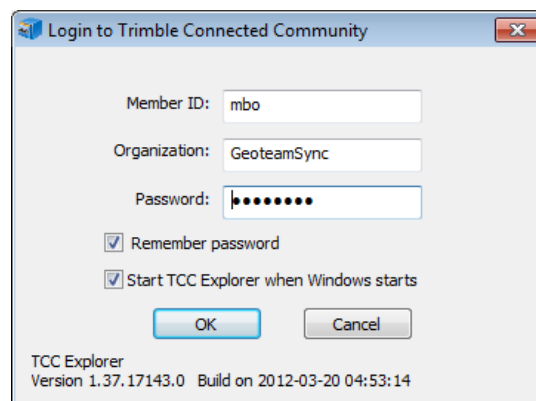 Login to Trimble Connected Community
Member ID: mbo
Organization: GeoteamSync
Password: ••••••••
Remember password
Start TCC Explorer when Windows starts
OK Cancel
TCC Explorer
Version 1.37.17143.0 Build on 2012-03-20 04:53:14